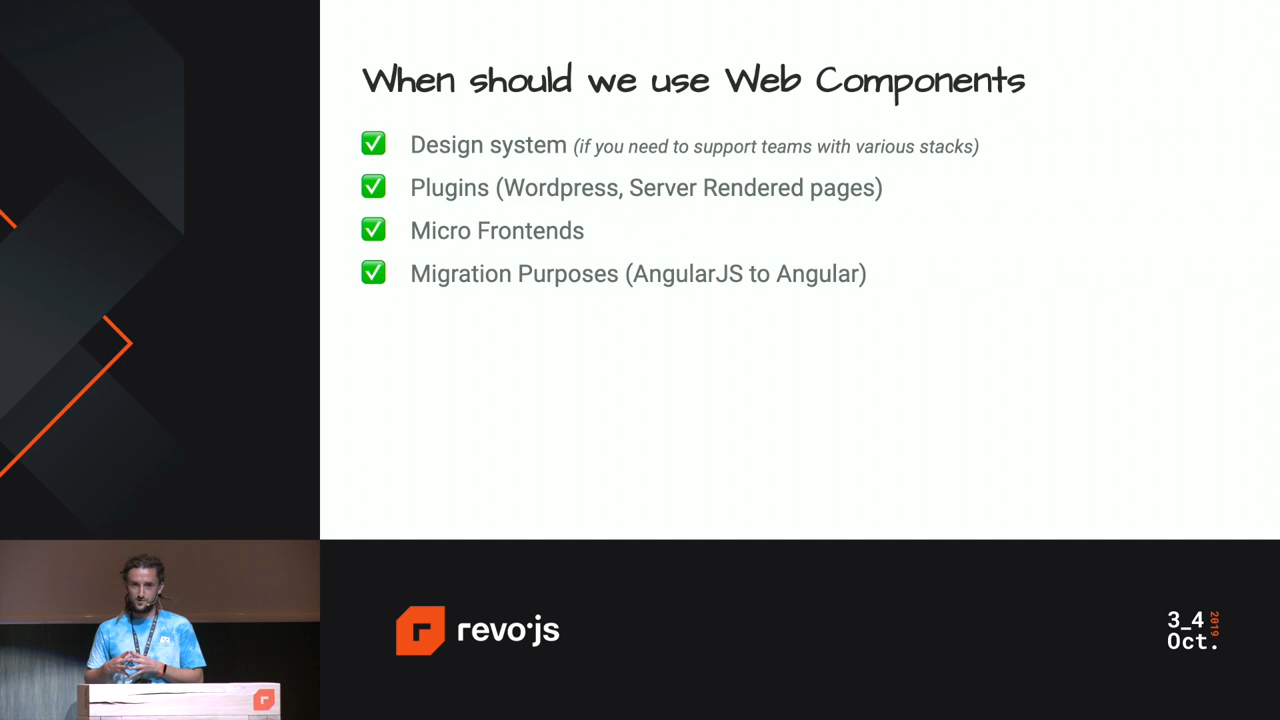 When should we use Web Components
✅ Design system (if you need to support teams with various stacks)
✅ Plugins (Wordpress, Server Rendered pages)
✅ Micro Frontends
✅ Migration Purposes (AngularJS to Angular)
r revo·js
3_4 2019
Oct.